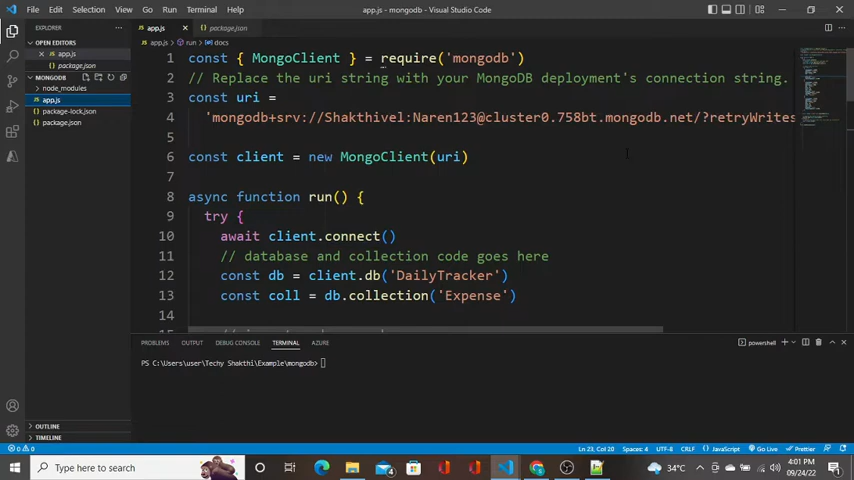 File Edit Selection View Go Run Terminal Help
app.js - mongodb - Visual Studio Code
EXPLORER
OPEN EDITORS
app.js
package.json
MONGODB
node_modules
app.js
package-lock.json
package.json
OUTLINE
TIMELINE
app.js
package.json
app.js > run > docs
1 const { MongoClient } = require('mongodb')
2 // Replace the uri string with your MongoDB deployment's connection string.
3 const uri =
4 'mongodb+srv://Shakthivel:Naren123@cluster0.758bt.mongodb.net/?retryWrites
5
6 const client = new MongoClient(uri)
7
8 async function run() {
9 try {
10 await client.connect()
11 // database and collection code goes here
12 const db = client.db('DailyTracker')
13 const coll = db.collection('Expense')
14
15
PROBLEMS OUTPUT DEBUG CONSOLE TERMINAL AZURE
powershell
PS C:\Users\user\Techy Shakthi\Example\mongodb>
0 0
Ln 23, Col 20 Spaces: 4 UTF-8 CRLF JavaScript Go Live Prettier
Type here to search
4
34°C
4:01 PM
09/24/22